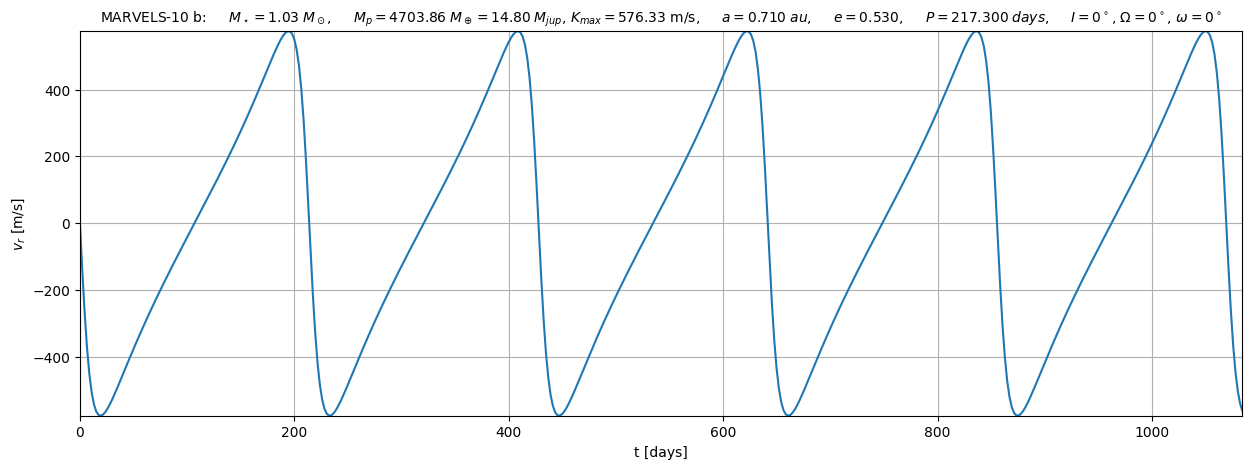 MARVELS-10 b: M⋆ = 1.03 M⊙, Mp = 4703.86 M⊕ = 14.80 Mjup, Kmax = 576.33 m/s, a = 0.710 au, e = 0.530, P = 217.300 days, I = 0°, Ω = 0°, ω = 0°
400
200
0
−200
−400
vr [m/s]
0 200 400 600 800 1000
t [days]